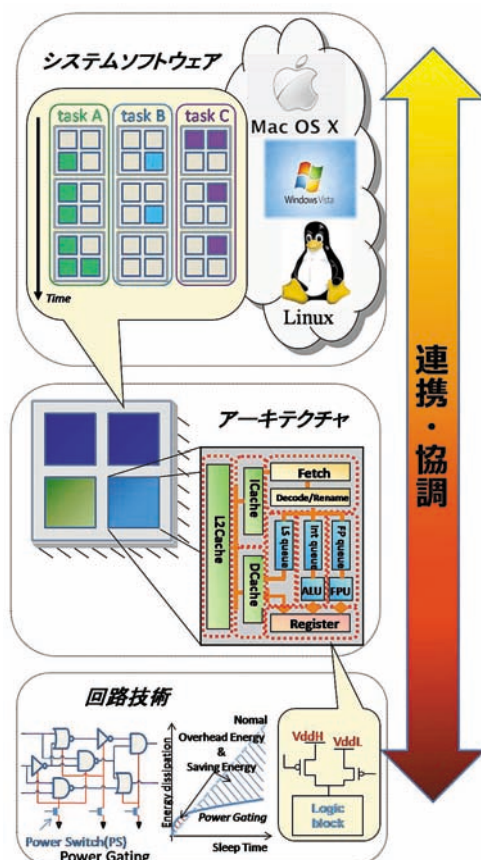 システムソフトウェア
task A
task B
task C
Time
Mac OS X
Windows Vista
Linux
連携・協調
アーキテクチャ
L2Cache
ICache
DCache
Fetch
Decode/Rename
LS queue
Int queue
FP queue
ALU
FPU
Register
回路技術
Power Switch(PS)
Power Gating
Energy dissipation
Nomal
Overhead Energy
&
Saving Energy
Power Gating
Sleep Time
VddH
VddL
Logic
block